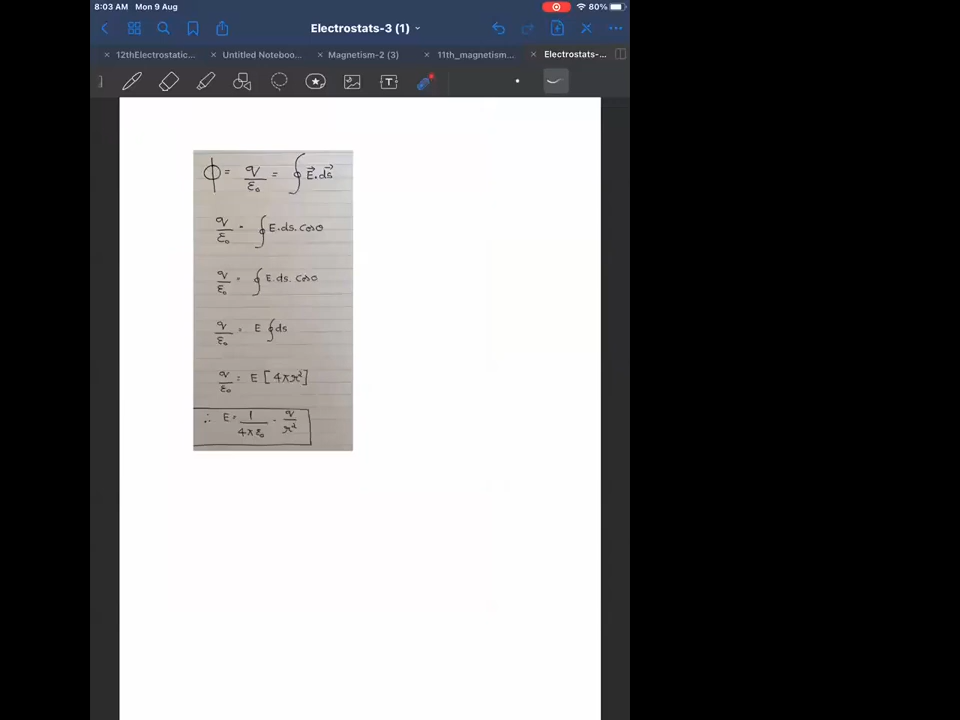 8:03 AM Mon 9 Aug 80%
Electrostats-3 (1)
12thElectrostatic... Untitled Noteboo... Magnetism-2 (3) 11th_magnetism... Electrostats-...
ϕ = q/ε₀ = ∮ E⃗.ds⃗
q/ε₀ = ∮ E.ds.cosθ
q/ε₀ = ∮ E.ds.cosθ
q/ε₀ = E ∮ ds
q/ε₀ = E [4πr²]
∴ E = 1/4πε₀ . q/r²